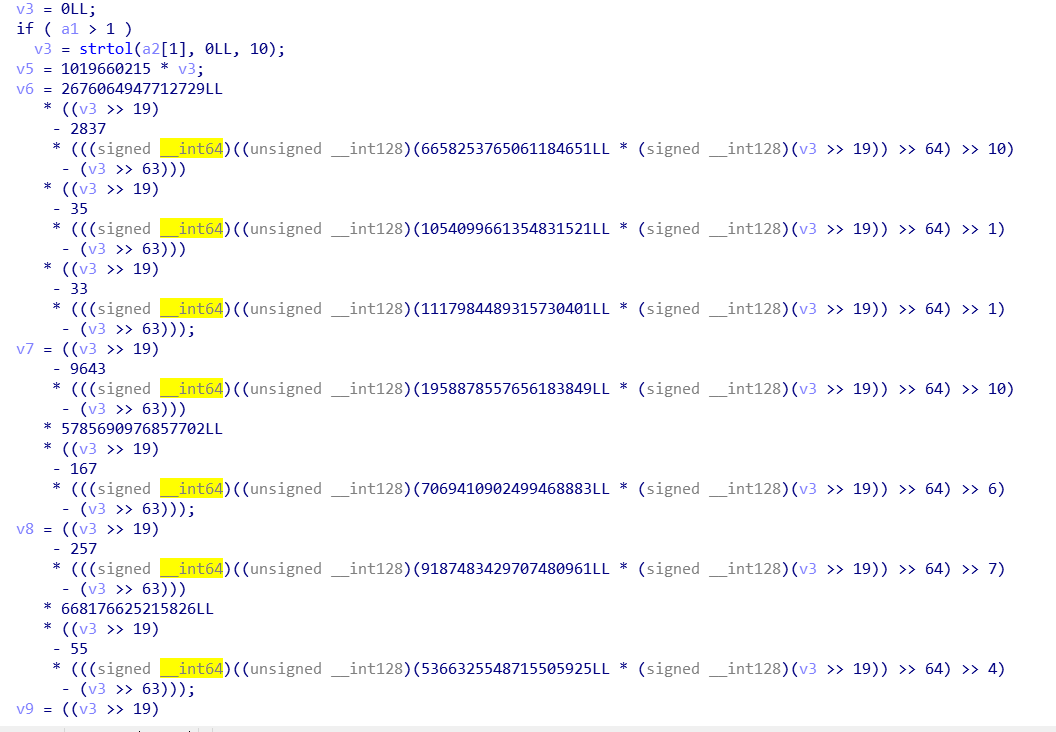 v3 = 0LL;
if ( a1 > 1 )
v3 = strtol(a2[1], 0LL, 10);
v5 = 1019660215 * v3;
v6 = 2676064947712729LL
* ((v3 >> 19)
- 2837
* (((signed __int64)((unsigned __int128)(6658253765061184651LL * (signed __int128)(v3 >> 19)) >> 64) >> 10)
- (v3 >> 63)))
* ((v3 >> 19)
- 35
* (((signed __int64)((unsigned __int128)(1054099661354831521LL * (signed __int128)(v3 >> 19)) >> 64) >> 1)
- (v3 >> 63)))
* ((v3 >> 19)
- 33
* (((signed __int64)((unsigned __int128)(1117984489315730401LL * (signed __int128)(v3 >> 19)) >> 64) >> 1)
- (v3 >> 63)));
v7 = ((v3 >> 19)
- 9643
* (((signed __int64)((unsigned __int128)(1958878557656183849LL * (signed __int128)(v3 >> 19)) >> 64) >> 10)
- (v3 >> 63)))
* 5785690976857702LL
* ((v3 >> 19)
- 167
* (((signed __int64)((unsigned __int128)(7069410902499468883LL * (signed __int128)(v3 >> 19)) >> 64) >> 6)
- (v3 >> 63)));
v8 = ((v3 >> 19)
- 257
* (((signed __int64)((unsigned __int128)(9187483429707480961LL * (signed __int128)(v3 >> 19)) >> 64) >> 7)
- (v3 >> 63)))
* 668176625215826LL
* ((v3 >> 19)
- 55
* (((signed __int64)((unsigned __int128)(5366325548715505925LL * (signed __int128)(v3 >> 19)) >> 64) >> 4)
- (v3 >> 63)));
v9 = ((v3 >> 19)